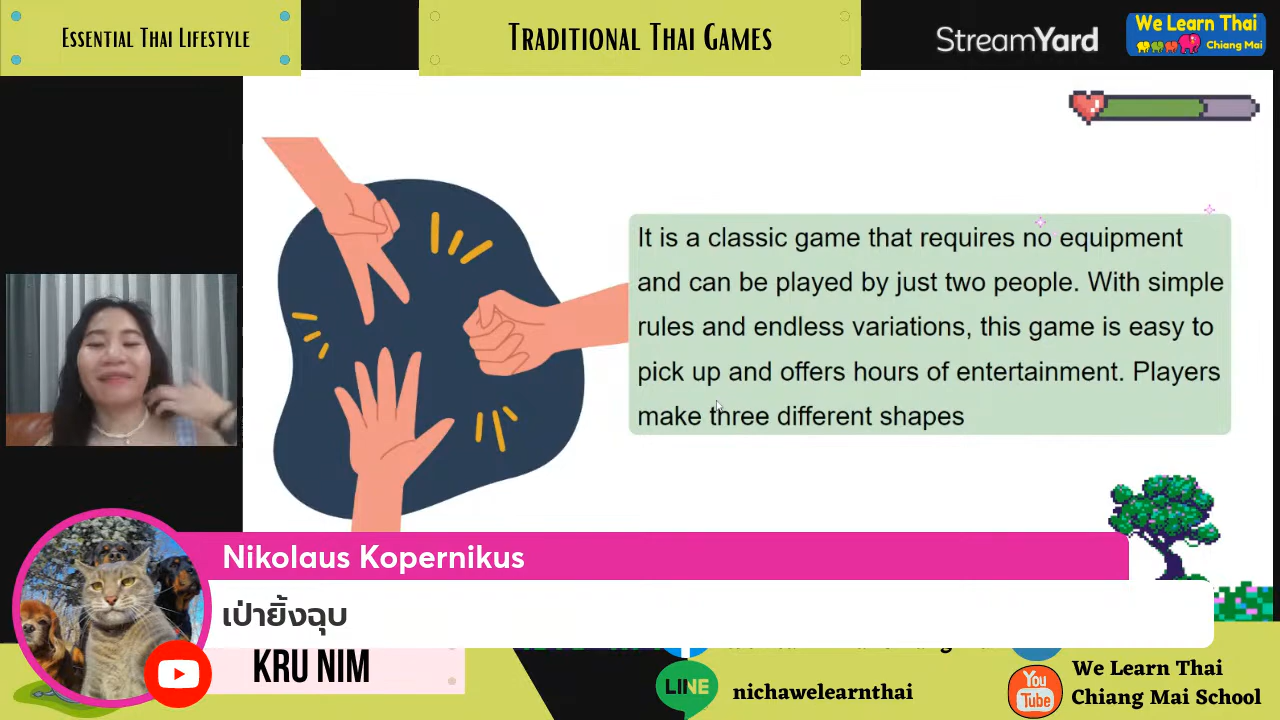 Essential Thai Lifestyle
Traditional Thai Games
StreamYard
We Learn Thai
Chiang Mai
It is a classic game that requires no equipment
and can be played by just two people. With simple
rules and endless variations, this game is easy to
pick up and offers hours of entertainment. Players
make three different shapes
Nikolaus Kopernikus
เป่ายิ้งฉุบ
KRU NIM
LINE
nichawelearnthai
You
Tube
We Learn Thai
Chiang Mai School